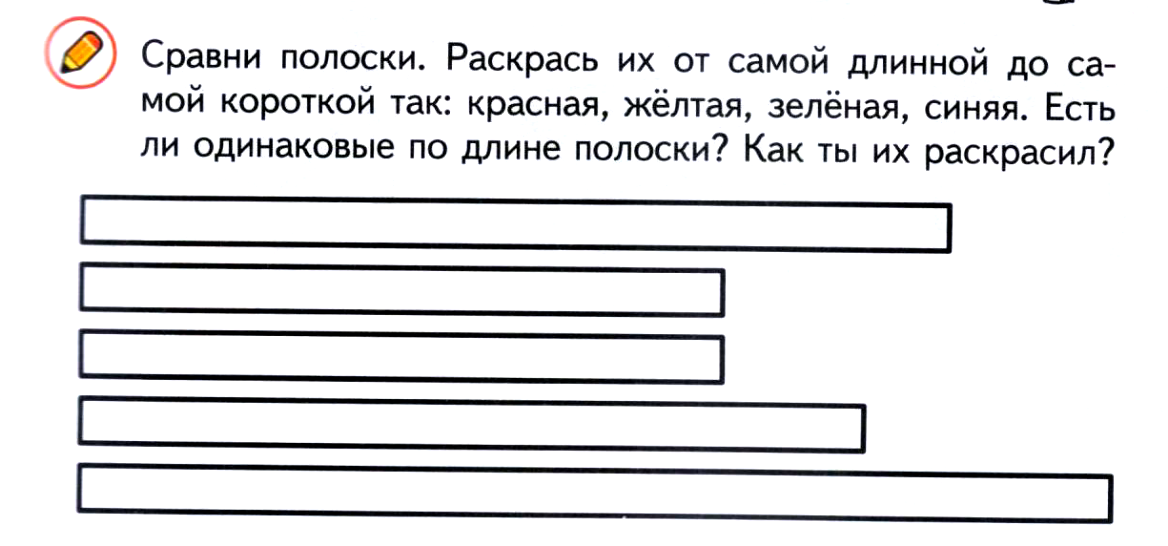 Сравни полоски. Раскрась их от самой длинной до са-
мой короткой так: красная, жёлтая, зелёная, синяя. Есть
ли одинаковые по длине полоски? Как ты их раскрасил?